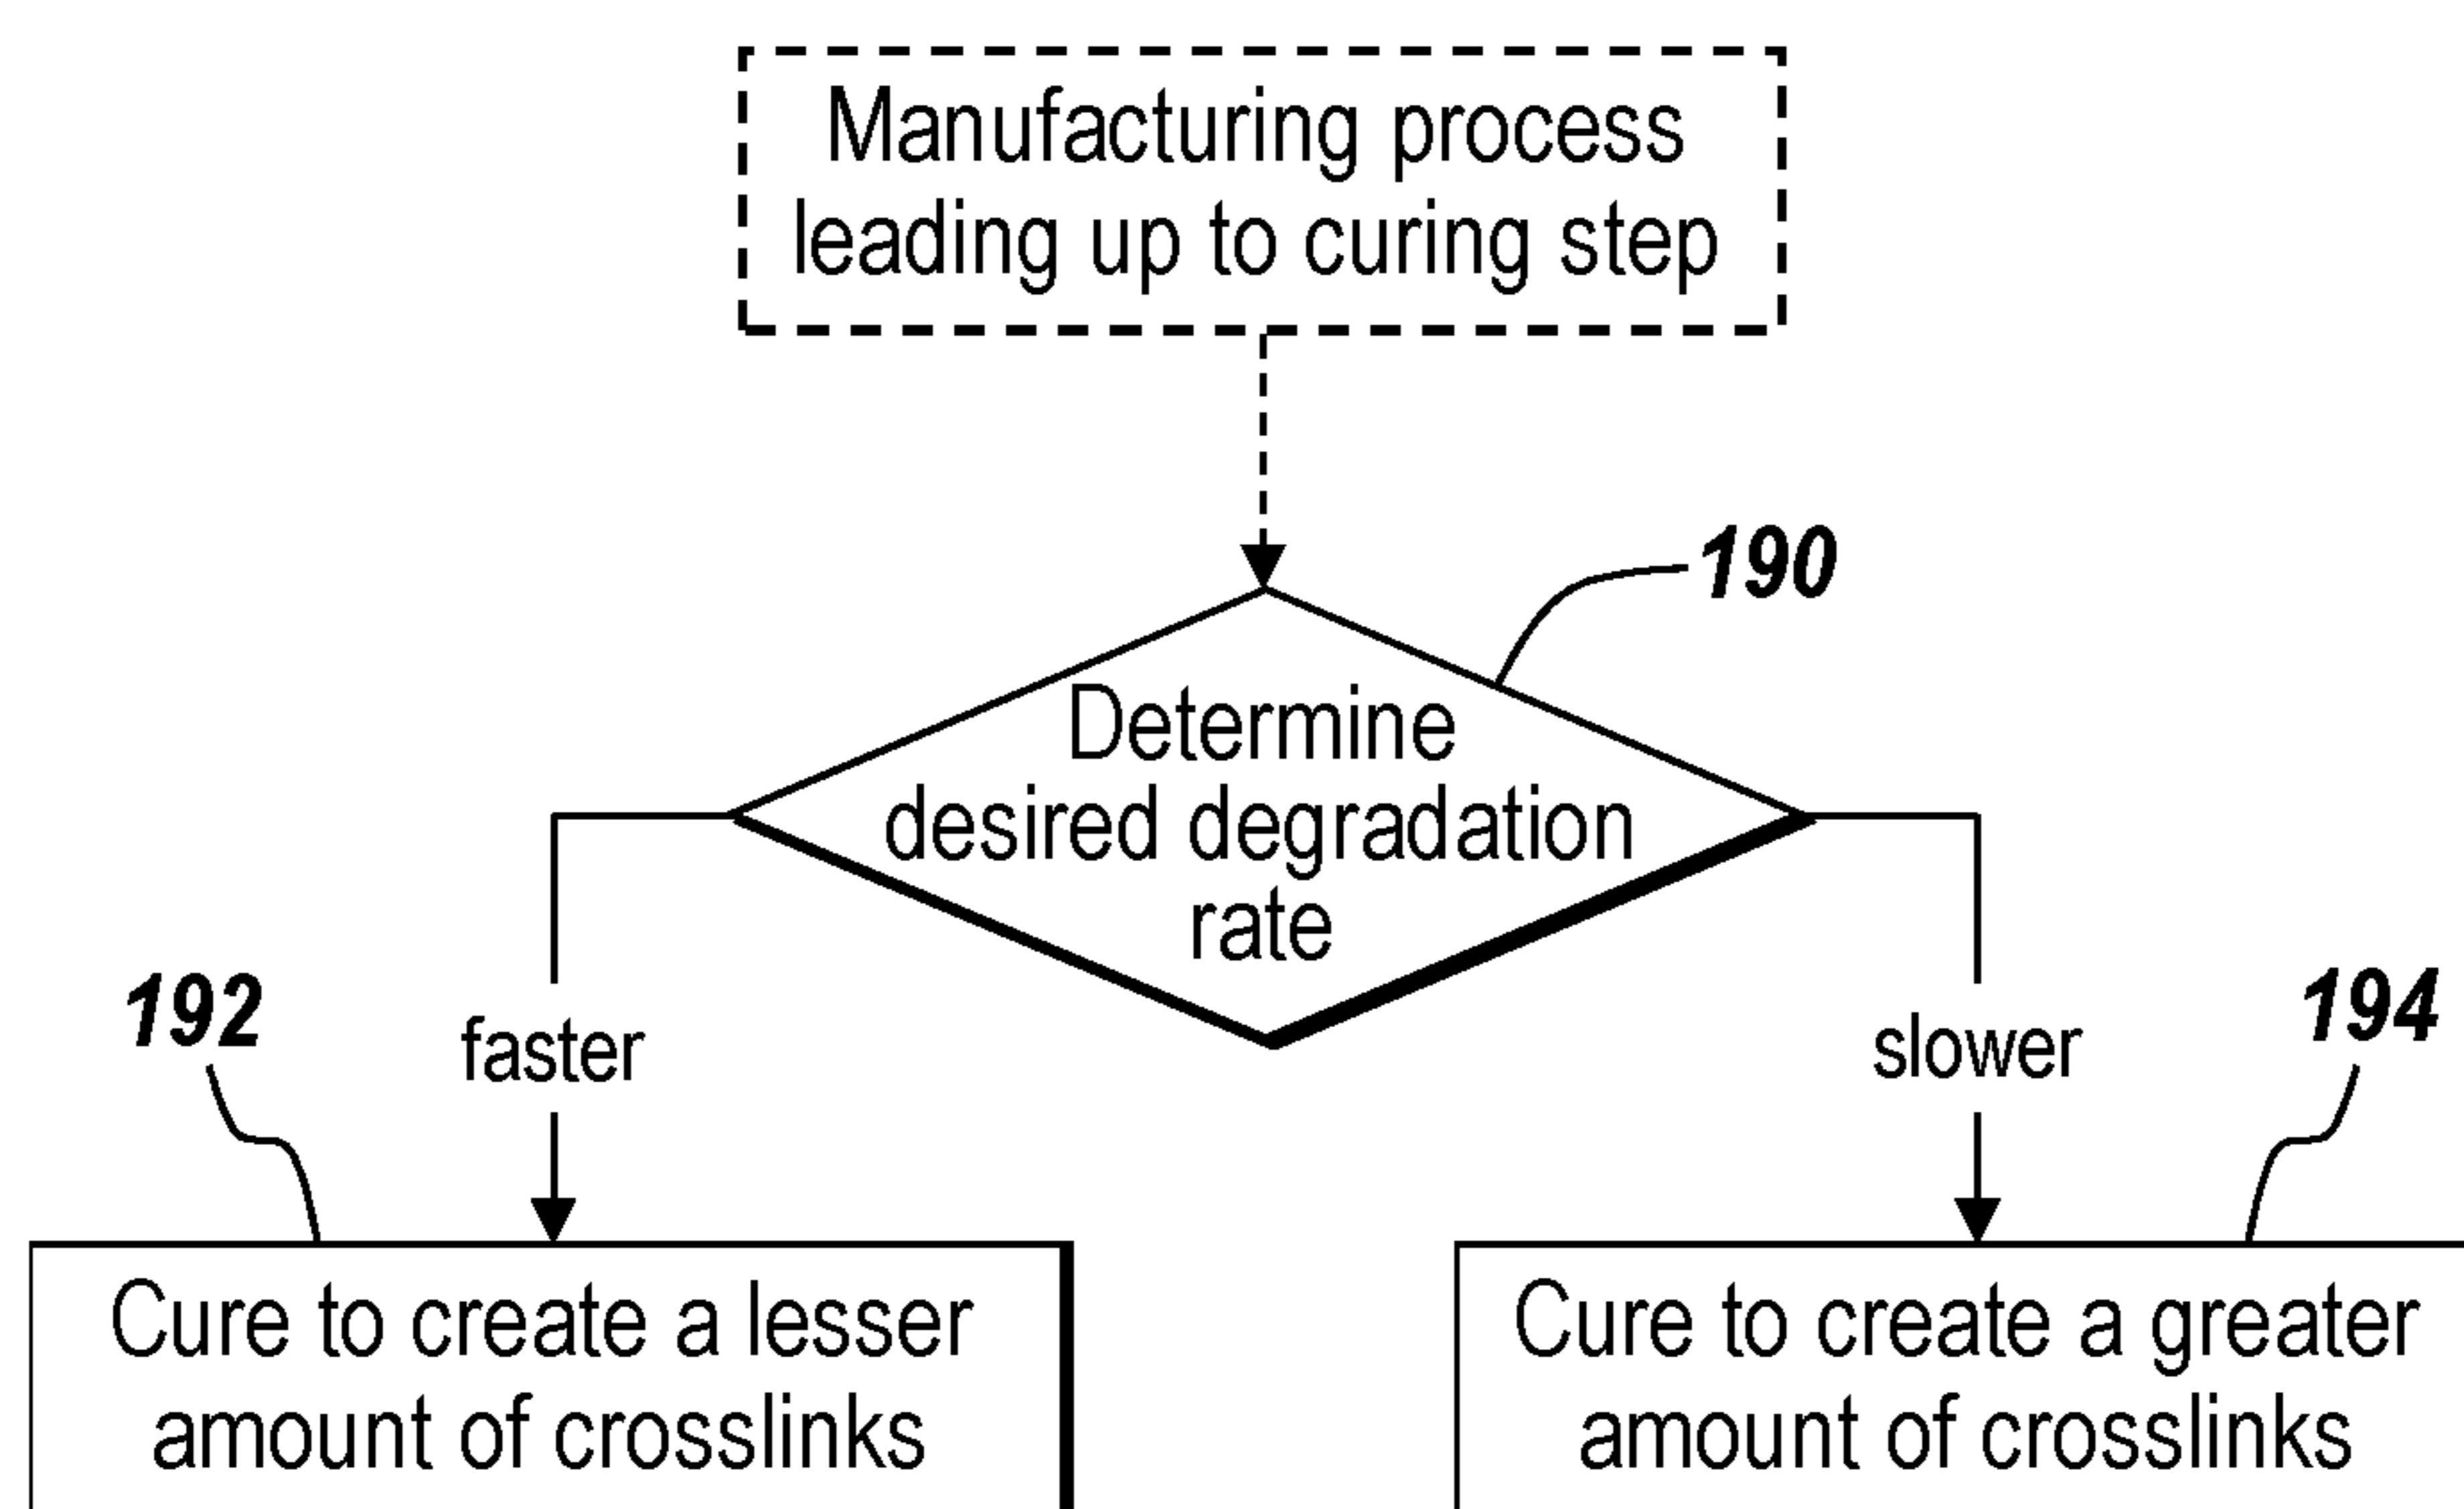 Manufacturing process
leading up to curing step
190
Determine
desired degradation
rate
192
faster
slower
194
Cure to create a lesser
amount of crosslinks
Cure to create a greater
amount of crosslinks